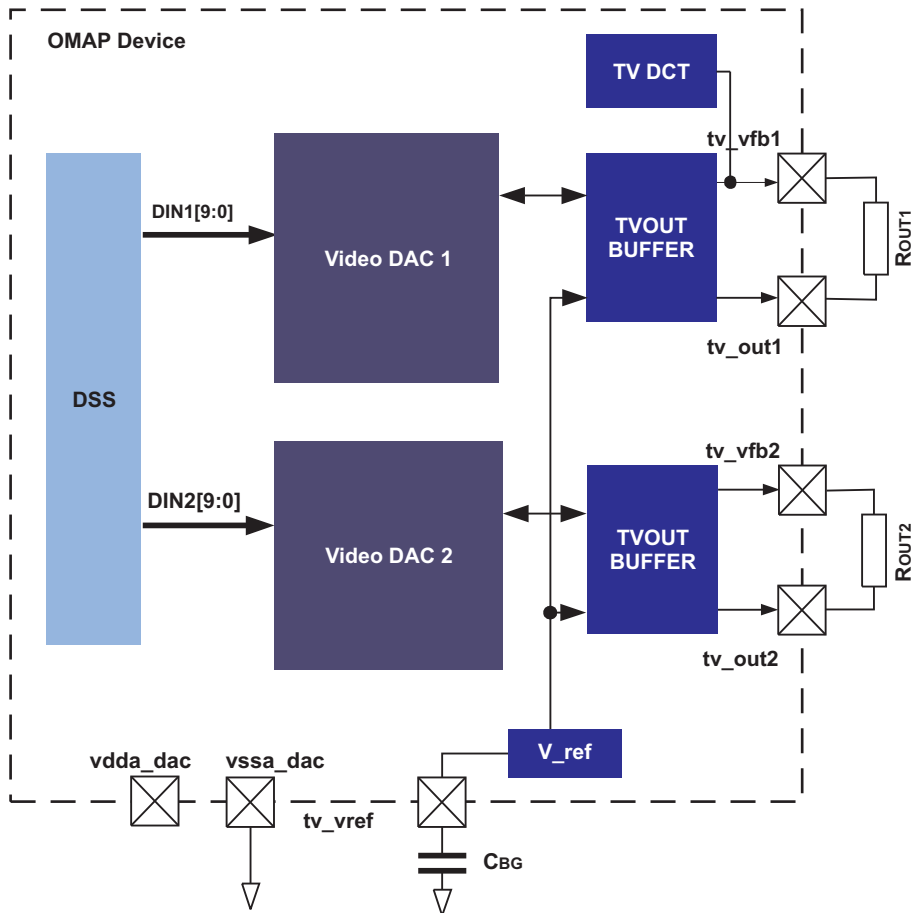 OMAP Device
TV DCT
tv_vfb1
DIN1[9:0]
Video DAC 1
TVOUT
BUFFER
ROUT1
tv_out1
DSS
tv_vfb2
DIN2[9:0]
Video DAC 2
TVOUT
BUFFER
ROUT2
tv_out2
V_ref
vdda_dac
vssa_dac
tv_vref
CBG